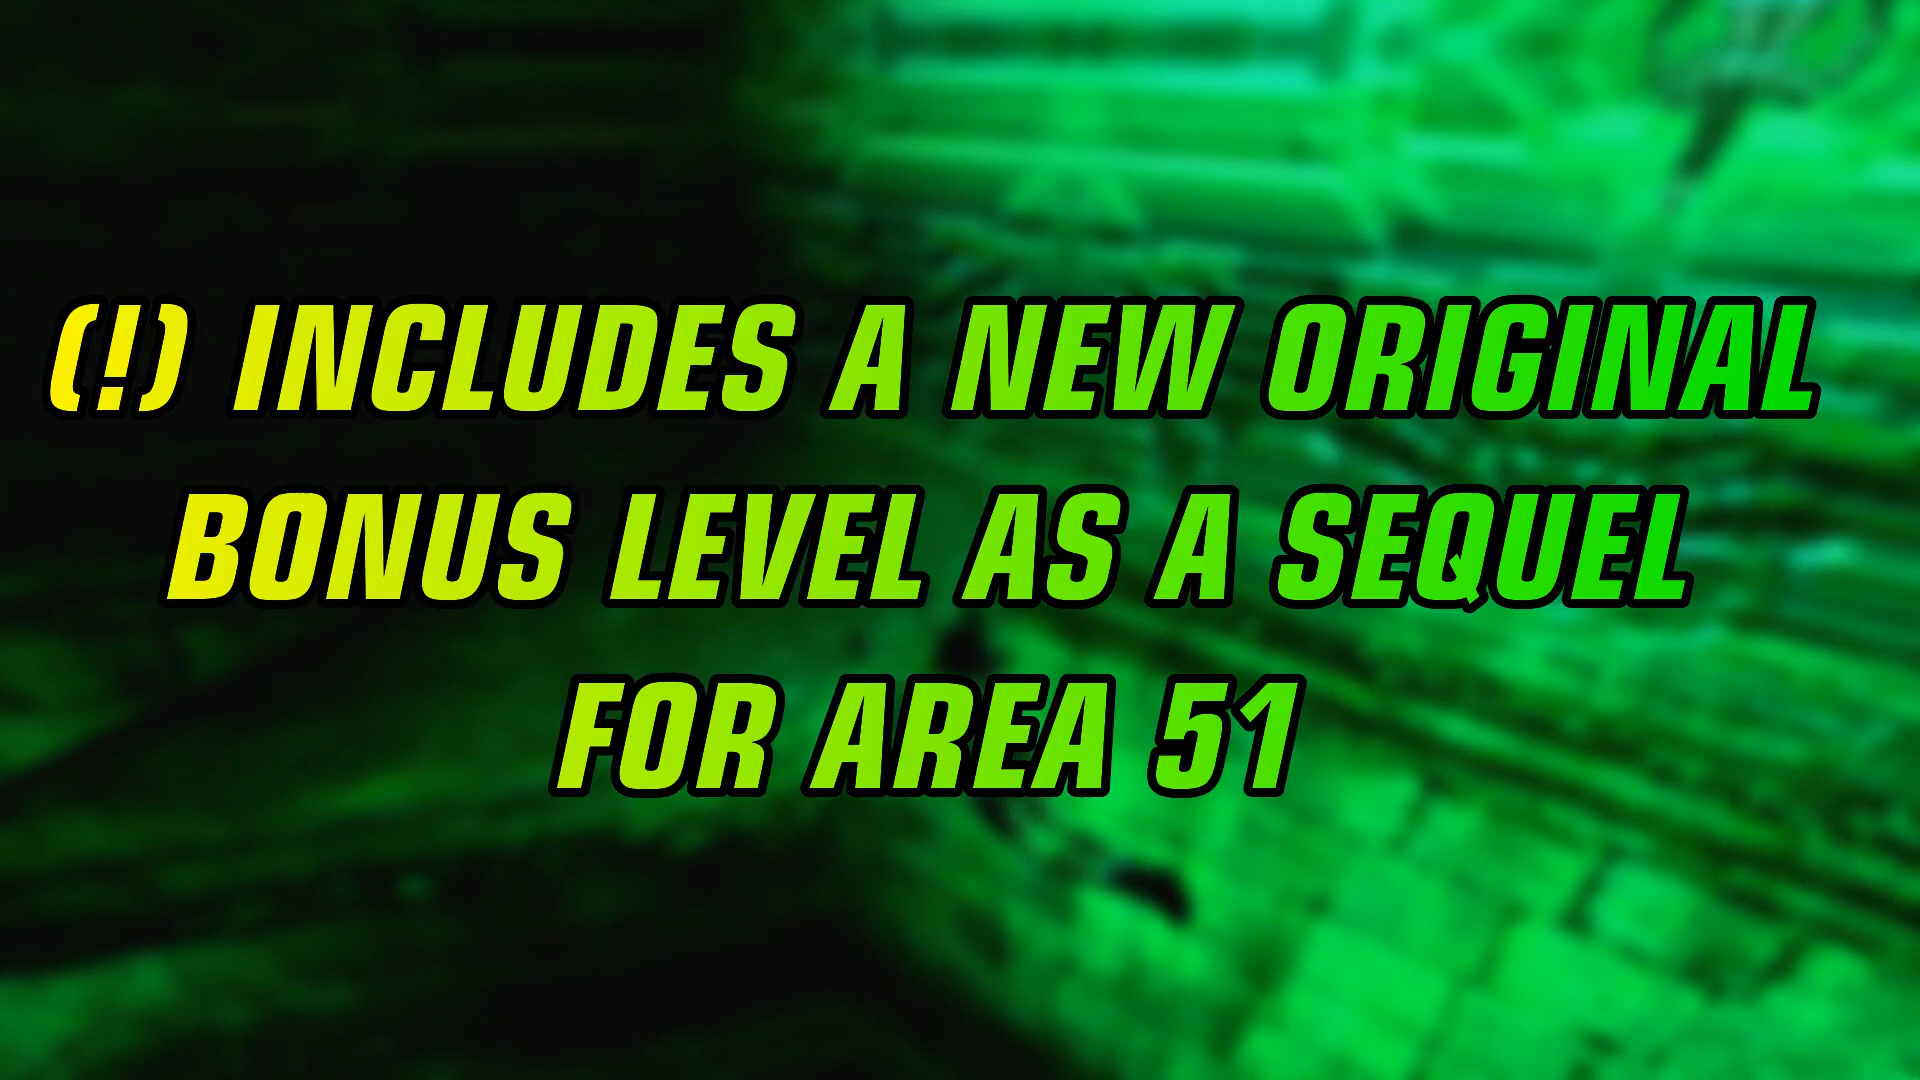 (!) INCLUDES A NEW ORIGINAL
BONUS LEVEL AS A SEQUEL
FOR AREA 51